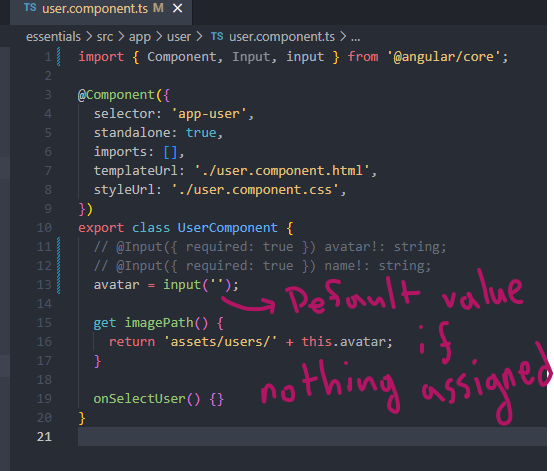 TS user.component.ts M ×
essentials > src > app > user > TS user.component.ts > ...
1 import { Component, Input, input } from '@angular/core';
2
3 @Component({
4 selector: 'app-user',
5 standalone: true,
6 imports: [],
7 templateUrl: './user.component.html',
8 styleUrl: './user.component.css',
9 })
10 export class UserComponent {
11 // @Input({ required: true }) avatar!: string;
12 // @Input({ required: true }) name!: string;
13 avatar = input(''); → Default value
14
15 get imagePath() { if
16 return 'assets/users/' + this.avatar;
17 } nothing assigned
18
19 onSelectUser() {}
20 }
21